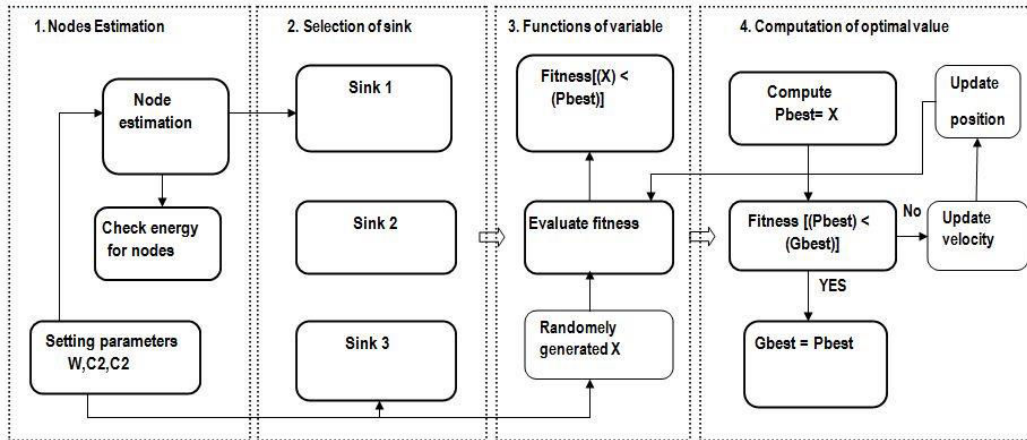 1. Nodes Estimation
Node
estimation
Check energy
for nodes
Setting parameters
W,C2,C2
2. Selection of sink
Sink 1
Sink 2
Sink 3
3. Functions of variable
Fitness[(X) <
(Pbest)]
Evaluate fitness
Randomely
generated X
4. Computation of optimal value
Compute
Pbest= X
Update
position
Fitness [(Pbest) <
(Gbest)]
No
Update
velocity
YES
Gbest = Pbest